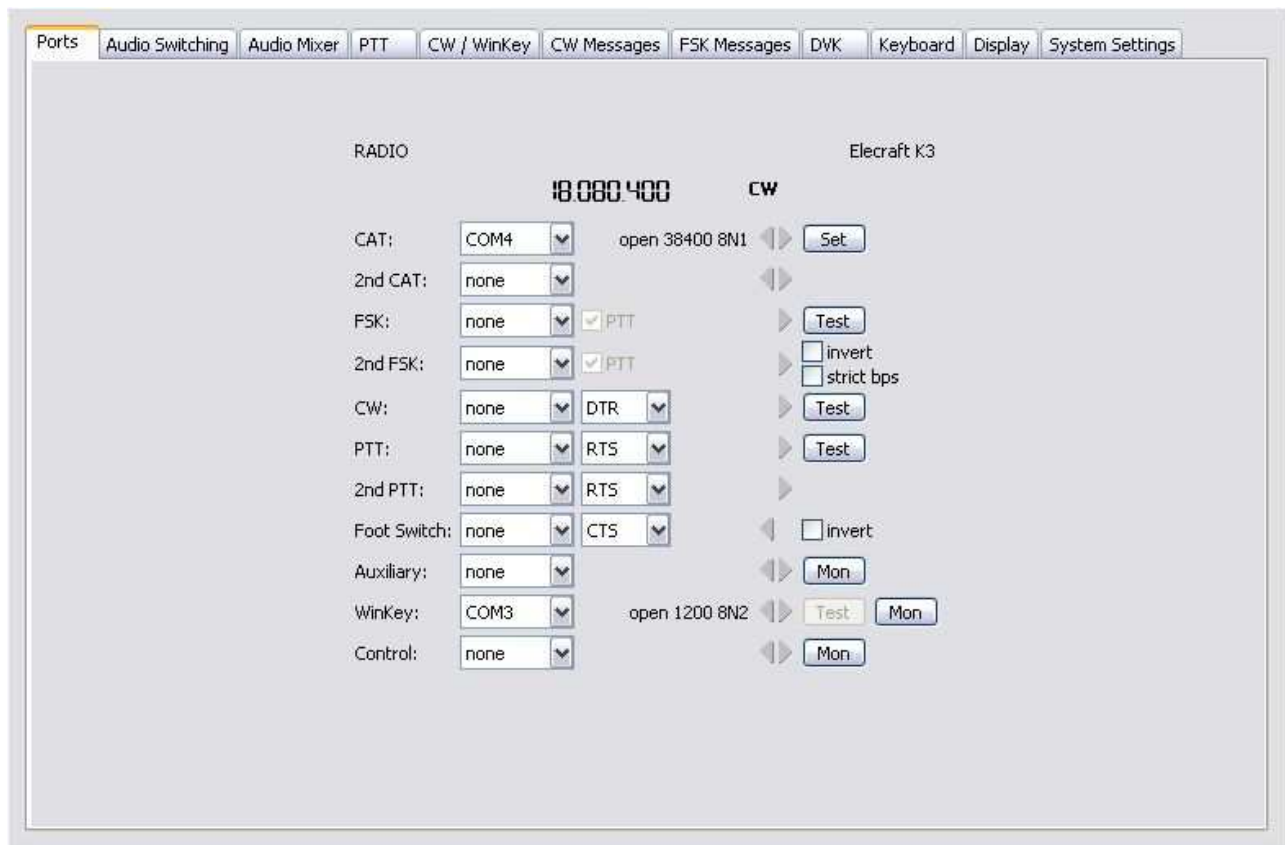 Ports Audio Switching Audio Mixer PTT CW / WinKey CW Messages FSK Messages DVK Keyboard Display System Settings
RADIO Elecraft K3
18.080.400 CW
CAT: COM4 open 38400 8N1 Set
2nd CAT: none
FSK: none PTT Test
2nd FSK: none PTT invert
strict bps
CW: none DTR Test
PTT: none RTS Test
2nd PTT: none RTS
Foot Switch: none CTS invert
Auxiliary: none Mon
WinKey: COM3 open 1200 8N2 Test Mon
Control: none Mon